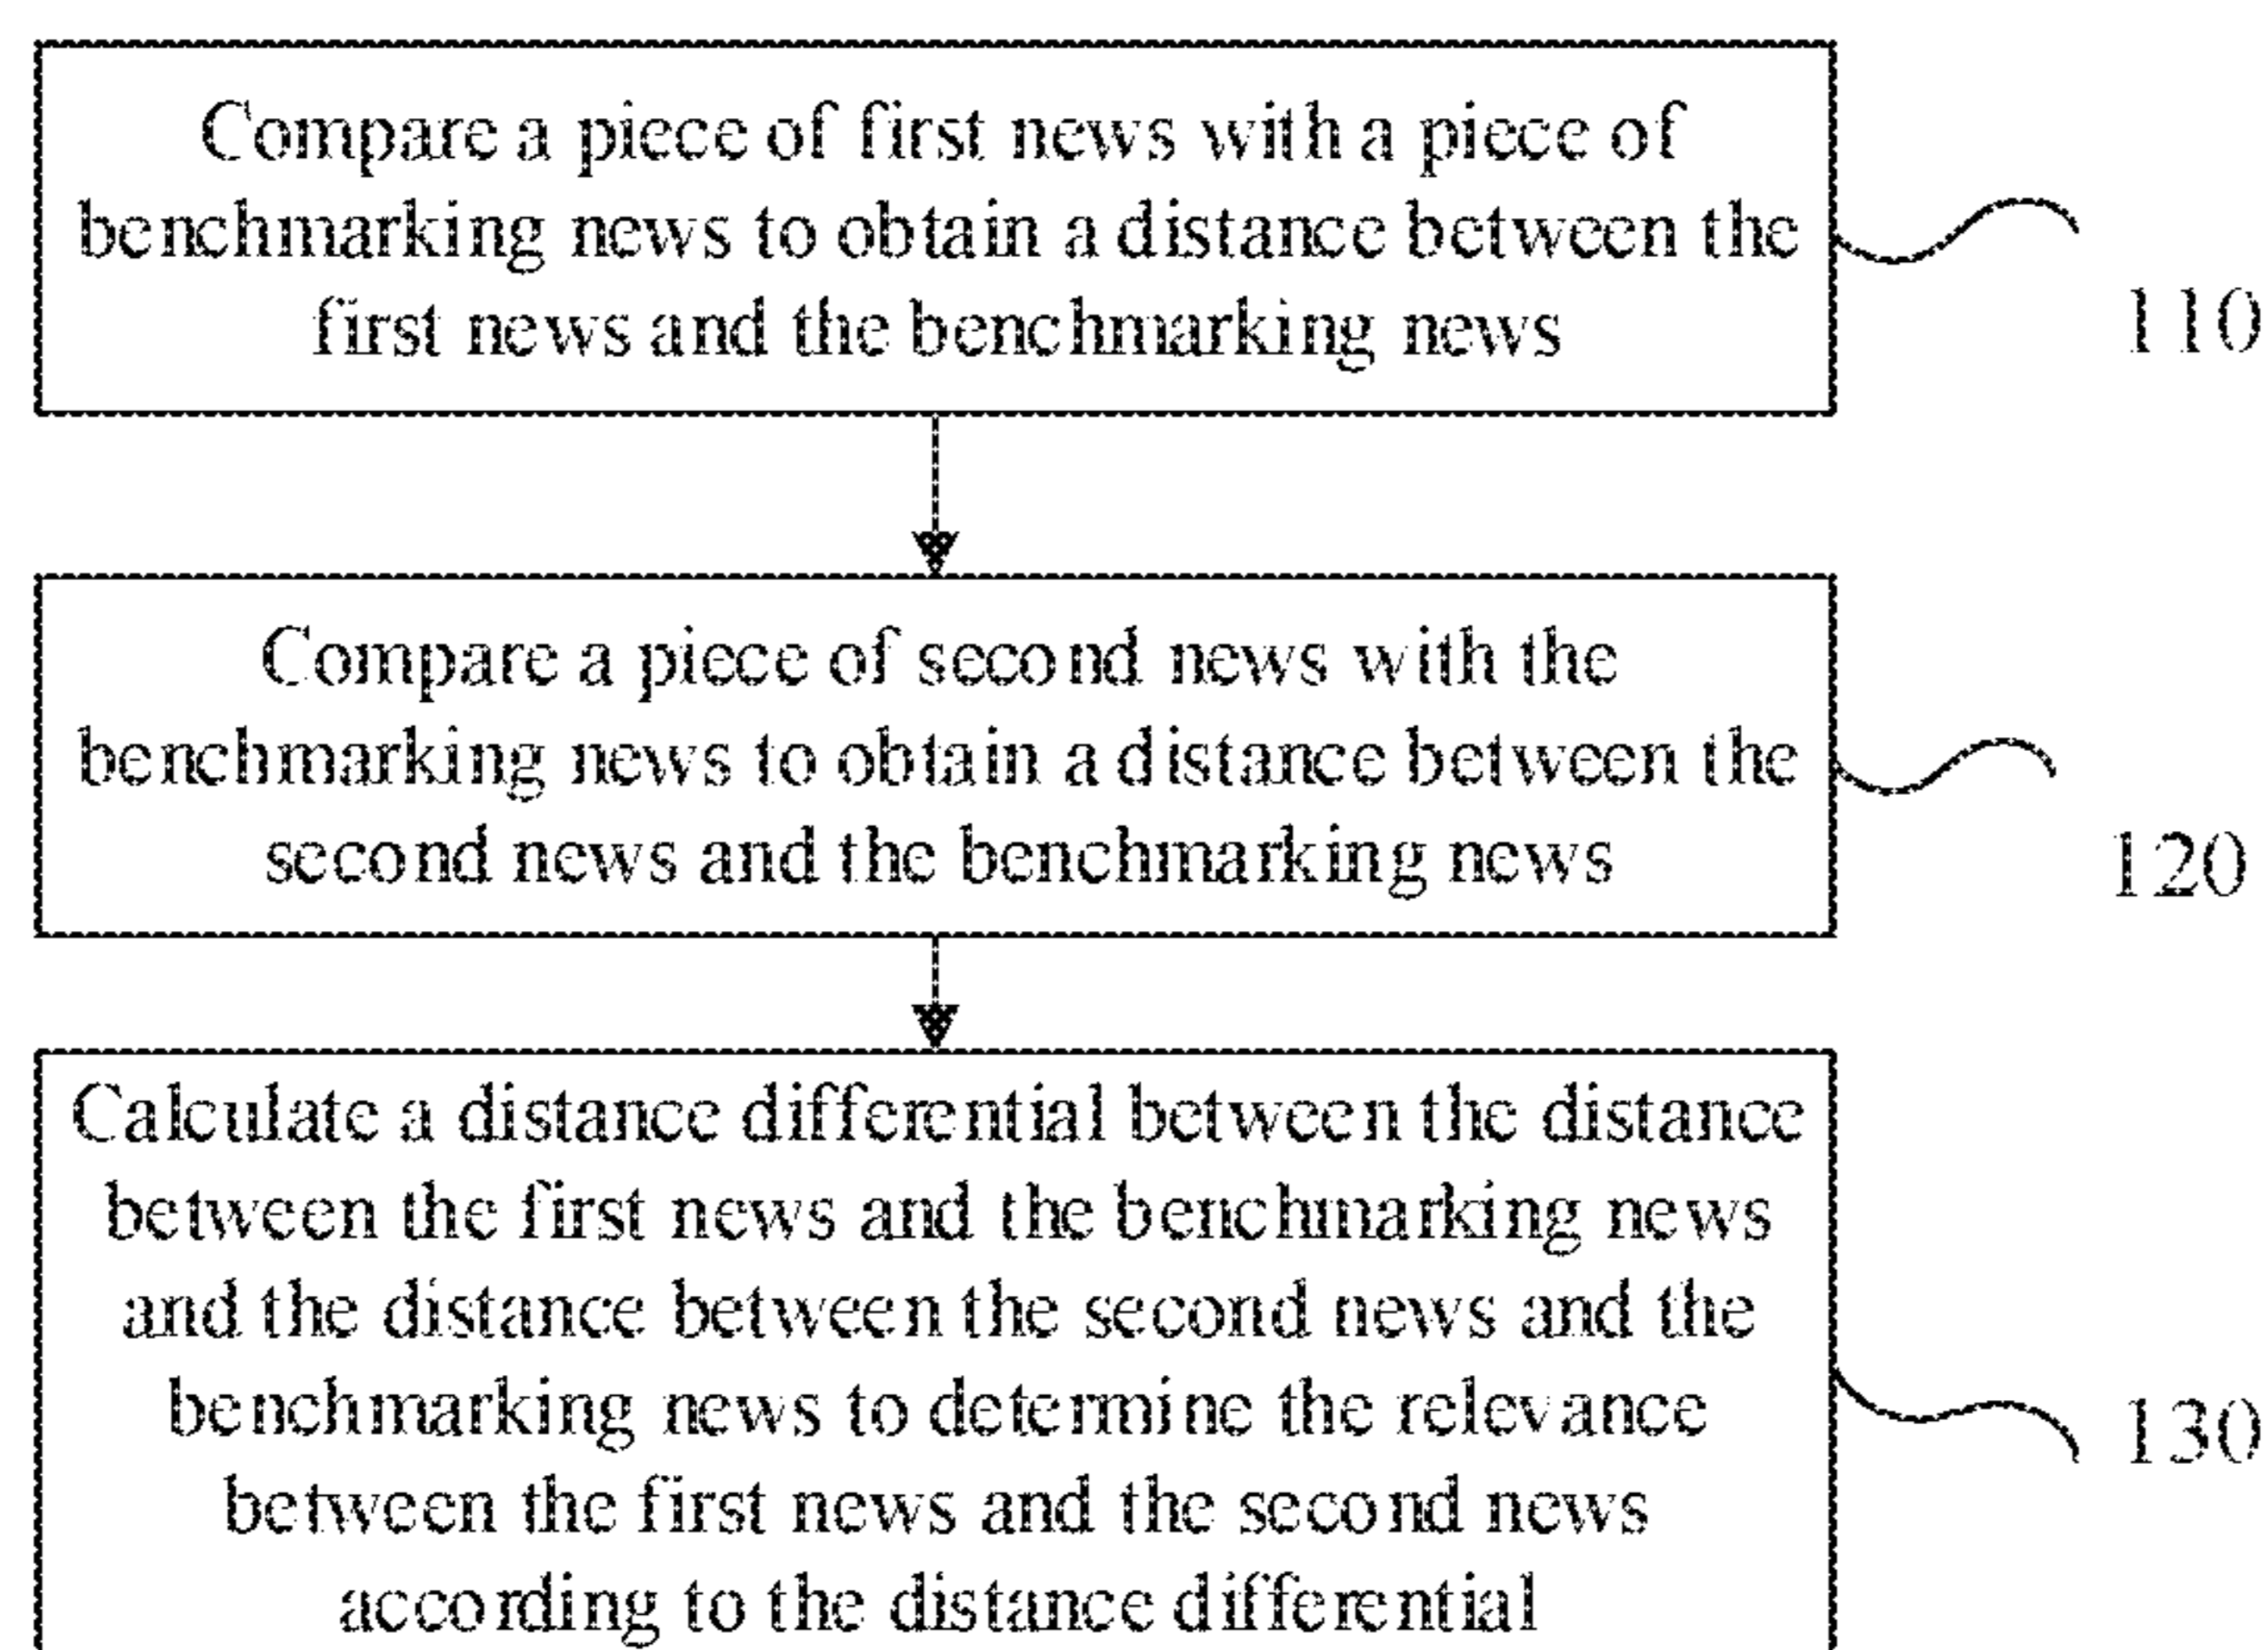 Compare a piece of first news with a piece of
benchmarking news to obtain a distance between the
first news and the benchmarking news
110
Compare a piece of second news with the
benchmarking news to obtain a distance between the
second news and the benchmarking news
120
Calculate a distance differential between the distance
between the first news and the benchmarking news
and the distance between the second news and the
benchmarking news to determine the relevance
between the first news and the second news
according to the distance differential
130